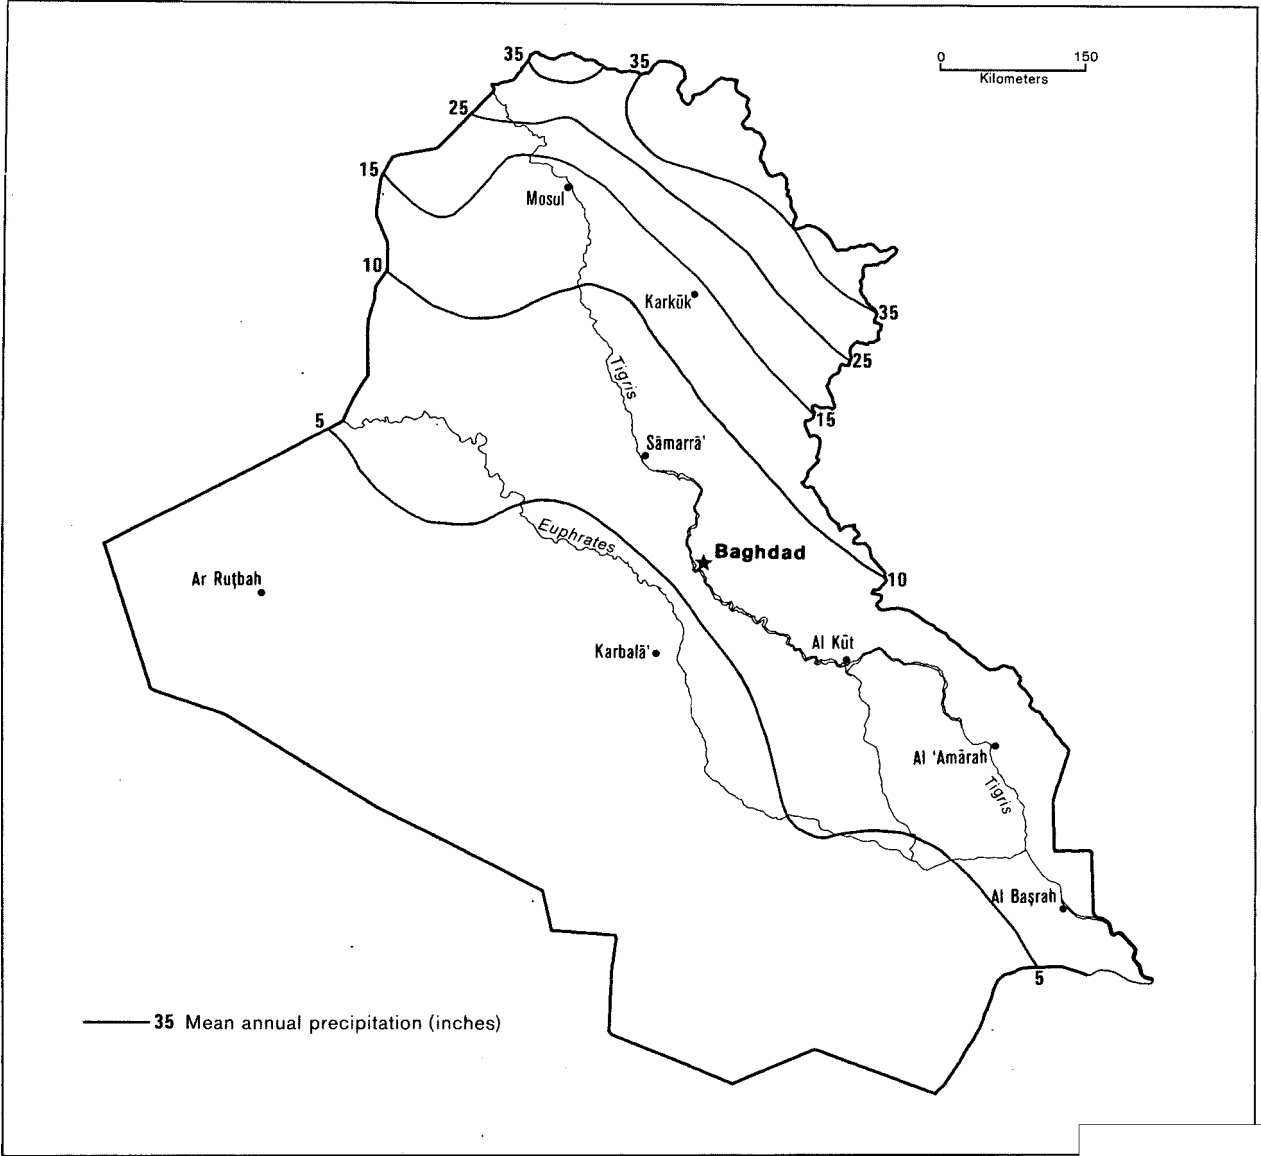 35
35
0 150
Kilometers
25
15
Mosul
10
Karkūk
35
25
Tigris
15
5
Sāmarrā'
Euphrates
Baghdad
10
Ar Ruţbah
Karbalā'
Al Kūt
Al 'Amārah
Tigris
Al Başrah
5
35 Mean annual precipitation (inches)